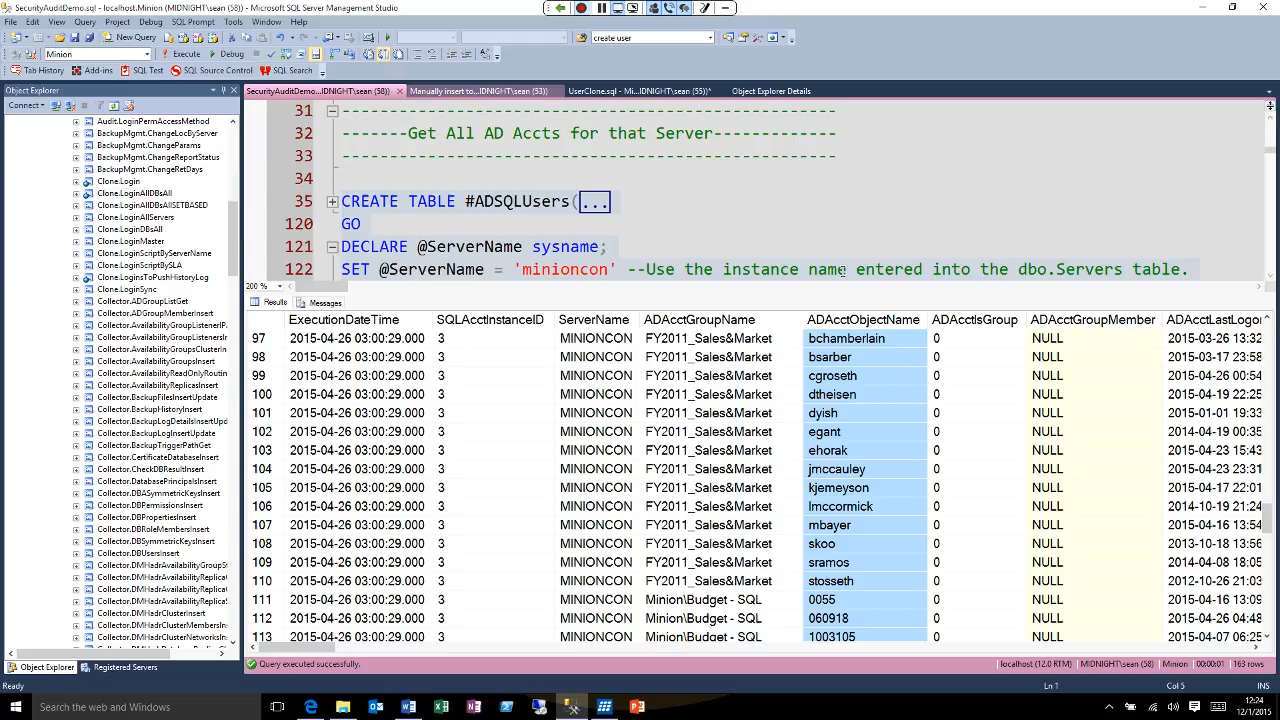 SecurityAuditDemo.sql - localhost.Minion (MIDNIGHT\sean (58)) - Microsoft SQL Server Management Studio
File Edit View Query Project Debug SQL Prompt Tools Window Help
New Query create user
Minion Execute Debug
Tab History Add-ins SQL Test SQL Source Control SQL Search
Object Explorer
Connect
SecurityAuditDemo...IDNIGHT\sean (58)) Manually insert to...IDNIGHT\sean (53)) UserClone.sql - Mi...IDNIGHT\sean (55))* Object Explorer Details
Audit.LoginPermAccessMethod
BackupMgmt.ChangeLocByServer
BackupMgmt.ChangeParams
BackupMgmt.ChangeReportStatus
BackupMgmt.ChangeRetDays
Clone.Login
Clone.LoginAllDBsAll
Clone.LoginAllDBsAllSETBASED
Clone.LoginAllServers
Clone.LoginDBsAll
Clone.LoginMaster
Clone.LoginScriptByServerName
Clone.LoginScriptBySLA
Clone.LoginsToPushHistoryLog
Clone.LoginSync
Collector.ADGroupListGet
Collector.ADGroupMemberInsert
Collector.AvailabilityGroupListenerIP
Collector.AvailabilityGroupListenersI
Collector.AvailabilityGroupsClusterIn
Collector.AvailabilityGroupsInsert
Collector.AvailabilityReadOnlyRoutin
Collector.AvailabilityReplicasInsert
Collector.BackupFilesInsertUpdate
Collector.BackupHistoryInsert
Collector.BackupLogDetailsInsertUpd
Collector.BackupLogInsertUpdate
Collector.BackupTriggerPathGet
Collector.CertificateDatabaseInsert
Collector.CheckDBResultInsert
Collector.DatabasePrincipalsInsert
Collector.DBASymmetricKeysInsert
Collector.DBPermissionsInsert
Collector.DBPropertiesInsert
Collector.DBRoleMembersInsert
Collector.DBSymmetricKeysInsert
Collector.DBUsersInsert
Collector.DMHadrAvailabilityGroupSt
Collector.DMHadrAvailabilityReplica
Collector.DMHadrAvailabilityReplica
Collector.DMHadrClusterInsert
Collector.DMHadrClusterMembersIn
Collector.DMHadrClusterNetworksIn
31 -----------------------------------------------------
32 -------Get All AD Accts for that Server-------------
33 -----------------------------------------------------
34
35 CREATE TABLE #ADSQLUsers(...
120 GO
121 DECLARE @ServerName sysname;
122 SET @ServerName = 'minioncon' --Use the instance name entered into the dbo.Servers table.
200 %
Results Messages
ExecutionDateTime SQLAcctInstanceID ServerName ADAcctGroupName ADAcctObjectName ADAcctIsGroup ADAcctGroupMember ADAcctLastLogon
97 2015-04-26 03:00:29.000 3 MINIONCON FY2011_Sales&Market bchamberlain 0 NULL 2015-03-26 13:32
98 2015-04-26 03:00:29.000 3 MINIONCON FY2011_Sales&Market bsarber 0 NULL 2015-03-17 23:58
99 2015-04-26 03:00:29.000 3 MINIONCON FY2011_Sales&Market cgroseth 0 NULL 2015-04-26 00:54
100 2015-04-26 03:00:29.000 3 MINIONCON FY2011_Sales&Market dtheisen 0 NULL 2015-04-19 22:25
101 2015-04-26 03:00:29.000 3 MINIONCON FY2011_Sales&Market dyish 0 NULL 2015-01-01 19:33
102 2015-04-26 03:00:29.000 3 MINIONCON FY2011_Sales&Market egant 0 NULL 2014-04-19 00:35
103 2015-04-26 03:00:29.000 3 MINIONCON FY2011_Sales&Market ehorak 0 NULL 2015-04-23 15:43
104 2015-04-26 03:00:29.000 3 MINIONCON FY2011_Sales&Market jmccauley 0 NULL 2015-04-23 23:31
105 2015-04-26 03:00:29.000 3 MINIONCON FY2011_Sales&Market kjemeyson 0 NULL 2015-04-17 22:01
106 2015-04-26 03:00:29.000 3 MINIONCON FY2011_Sales&Market lmccormick 0 NULL 2014-10-19 21:24
107 2015-04-26 03:00:29.000 3 MINIONCON FY2011_Sales&Market mbayer 0 NULL 2015-04-16 13:54
108 2015-04-26 03:00:29.000 3 MINIONCON FY2011_Sales&Market skoo 0 NULL 2013-10-18 13:56
109 2015-04-26 03:00:29.000 3 MINIONCON FY2011_Sales&Market sramos 0 NULL 2014-04-08 18:05
110 2015-04-26 03:00:29.000 3 MINIONCON FY2011_Sales&Market stosseth 0 NULL 2012-10-26 21:03
111 2015-04-26 03:00:29.000 3 MINIONCON Minion\Budget - SQL 0055 0 NULL 2015-04-16 13:09
112 2015-04-26 03:00:29.000 3 MINIONCON Minion\Budget - SQL 060918 0 NULL 2015-04-26 04:48
113 2015-04-26 03:00:29.000 3 MINIONCON Minion\Budget - SQL 1003105 0 NULL 2015-04-07 06:25
Object Explorer Registered Servers
Query executed successfully. localhost (12.0 RTM) MIDNIGHT\sean (58) Minion 00:00:01 163 rows
Ready Ln 1 Col 5 INS
Search the web and Windows
12:24
12/1/2015